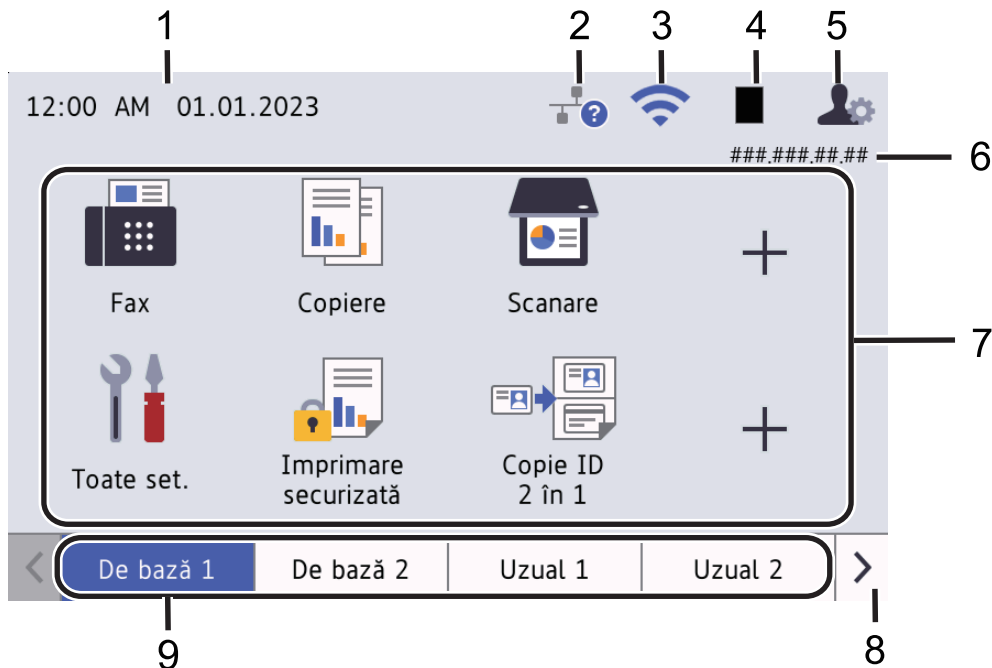 1 2 3 4 5
12:00 AM 01.01.2023
?
###.###.##.## 6
Fax Copiere Scanare
7
Toate set. Imprimare securizată Copie ID 2 în 1
De bază 1 De bază 2 Uzual 1 Uzual 2
9 8